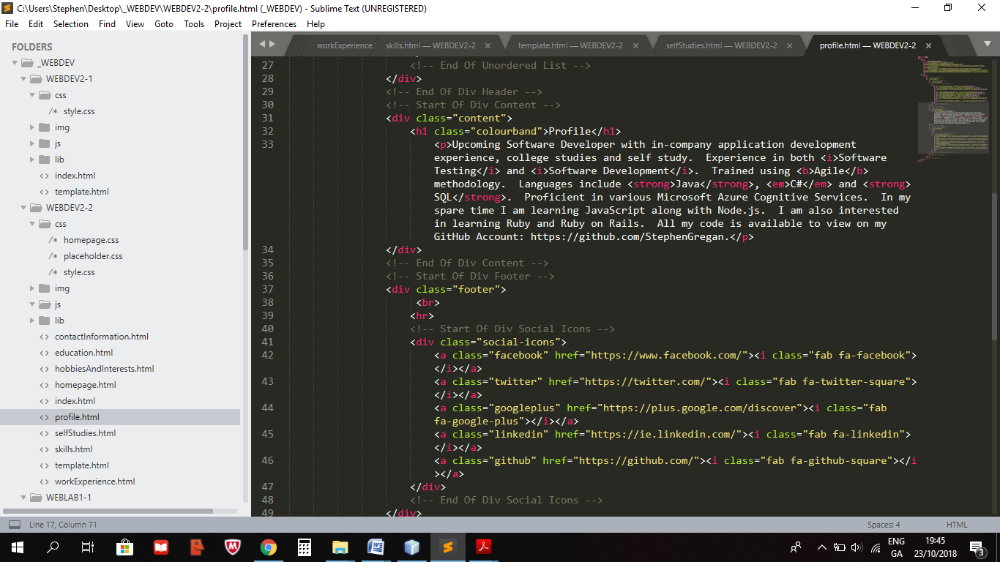 C:\Users\Stephen\Desktop\_WEBDEV\WEBDEV2-2\profile.html (_WEBDEV) - Sublime Text (UNREGISTERED)
File Edit Selection Find View Goto Tools Project Preferences Help
FOLDERS
_WEBDEV
WEBDEV2-1
css
/* style.css
img
js
lib
<> index.html
<> template.html
WEBDEV2-2
css
/* homepage.css
/* placeholder.css
/* style.css
img
js
lib
<> contactInformation.html
<> education.html
<> hobbiesAndInterests.html
<> homepage.html
<> index.html
<> profile.html
<> selfStudies.html
<> skills.html
<> template.html
<> workExperience.html
WEBLAB1-1
workExperience. skills.html — WEBDEV2-2 × template.html — WEBDEV2-2 × selfStudies.html — WEBDEV2-2 × profile.html — WEBDEV2-2 ×
27 <!-- End Of Unordered List -->
28 </div>
29 <!-- End Of Div Header -->
30 <!-- Start Of Div Content -->
31 <div class="content">
32 <h1 class="colourband">Profile</h1>
33 <p>Upcoming Software Developer with in-company application development
experience, college studies and self study.  Experience in both <i>Software
Testing</i> and <i>Software Development</i>.  Trained using <b>Agile</b>
methodology.  Languages include <strong>Java</strong>, <em>C#</em> and <strong>
SQL</strong>.  Proficient in various Microsoft Azure Cognitive Services.  In my
spare time I am learning JavaScript along with Node.js.  I am also interested
in learning Ruby and Ruby on Rails.  All my code is available to view on my
GitHub Account: https://github.com/StephenGregan.</p>
34 </div>
35 <!-- End Of Div Content -->
36 <!-- Start Of Div Footer -->
37 <div class="footer">
38 <br>
39 <hr>
40 <!-- Start Of Div Social Icons -->
41 <div class="social-icons">
42 <a class="facebook" href="https://www.facebook.com/"><i class="fab fa-facebook">
</i></a>
43 <a class="twitter" href="https://twitter.com/"><i class="fab fa-twitter-square">
</i></a>
44 <a class="googleplus" href="https://plus.google.com/discover"><i class="fab
fa-google-plus"></i></a>
45 <a class="linkedin" href="https://ie.linkedin.com/"><i class="fab fa-linkedin">
</i></a>
46 <a class="github" href="https://github.com/"><i class="fab fa-github-square"></i
></a>
47 </div>
48 <!-- End Of Div Social Icons -->
49 </div>
Line 17, Column 71 Spaces: 4 HTML
ENG 19:45
GA 23/10/2018 3